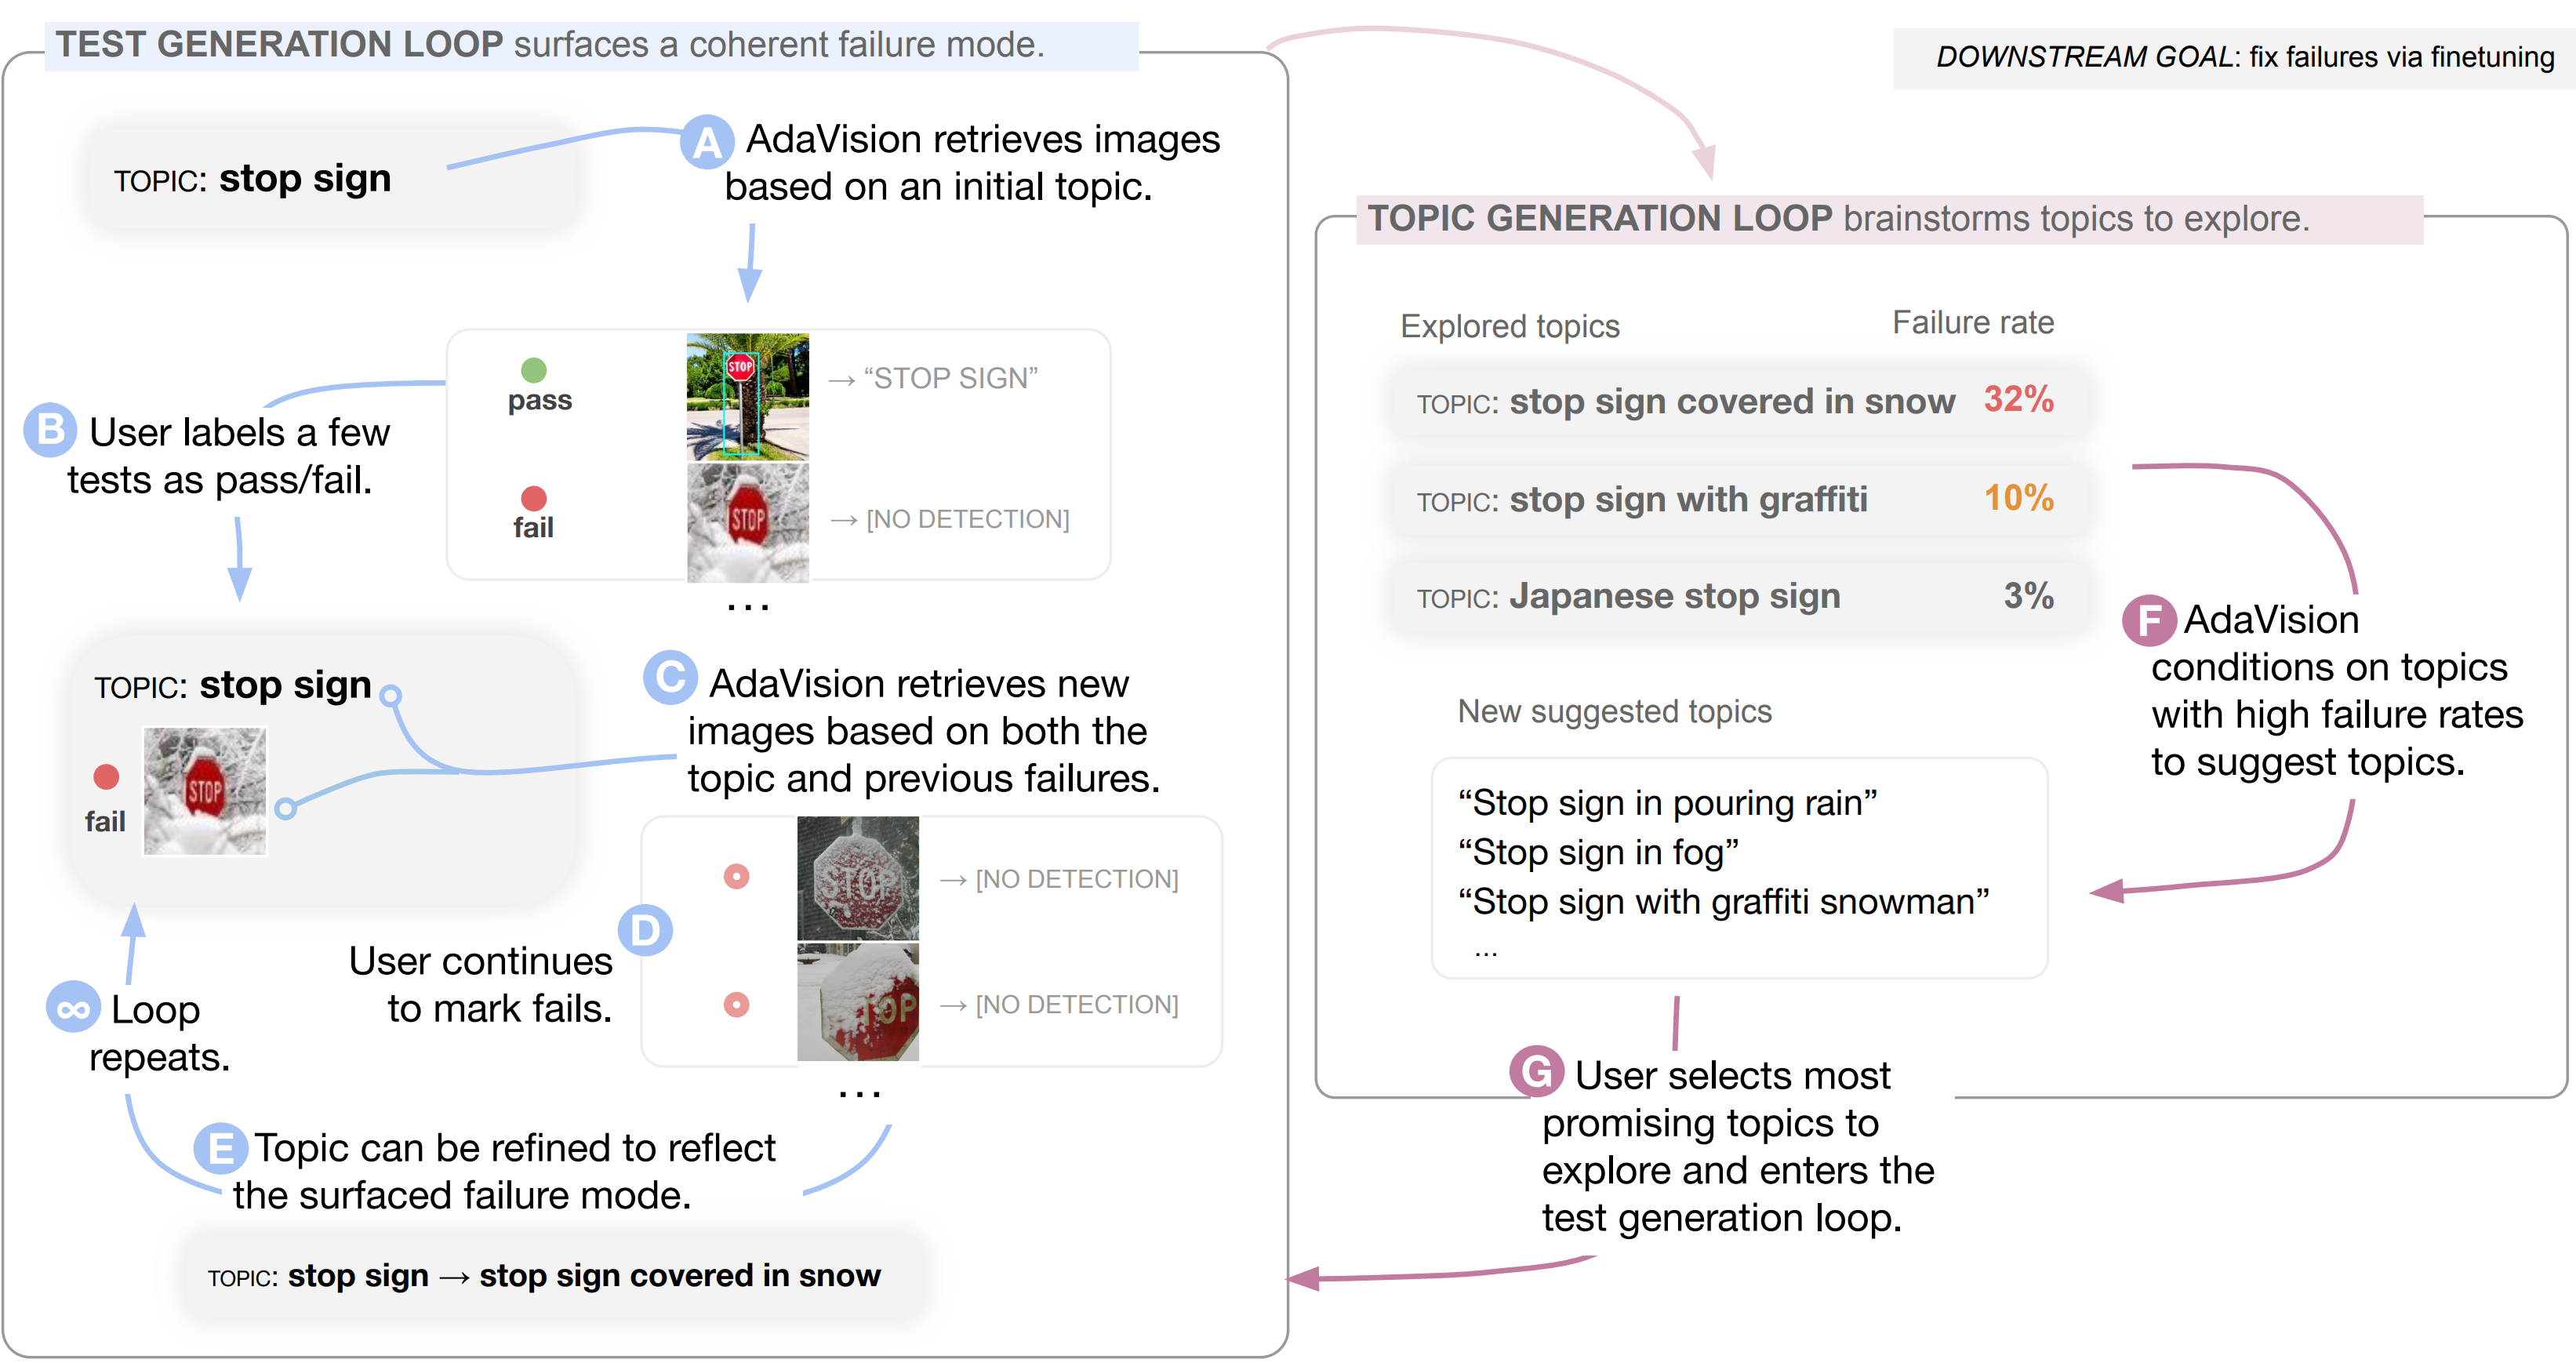 TEST GENERATION LOOP surfaces a coherent failure mode.
DOWNSTREAM GOAL: fix failures via finetuning
TOPIC: stop sign
A AdaVision retrieves images
based on an initial topic.
pass
STOP
→ “STOP SIGN”
fail
STOP
→ [NO DETECTION]
...
B User labels a few
tests as pass/fail.
TOPIC: stop sign
fail
STOP
C AdaVision retrieves new
images based on both the
topic and previous failures.
STOP
→ [NO DETECTION]
TOP
→ [NO DETECTION]
...
D
User continues
to mark fails.
E Topic can be refined to reflect
the surfaced failure mode.
TOPIC: stop sign → stop sign covered in snow
∞ Loop
repeats.
TOPIC GENERATION LOOP brainstorms topics to explore.
Explored topics
Failure rate
TOPIC: stop sign covered in snow 32%
TOPIC: stop sign with graffiti 10%
TOPIC: Japanese stop sign 3%
F AdaVision
conditions on topics
with high failure rates
to suggest topics.
New suggested topics
“Stop sign in pouring rain”
“Stop sign in fog”
“Stop sign with graffiti snowman”
...
G User selects most
promising topics to
explore and enters the
test generation loop.